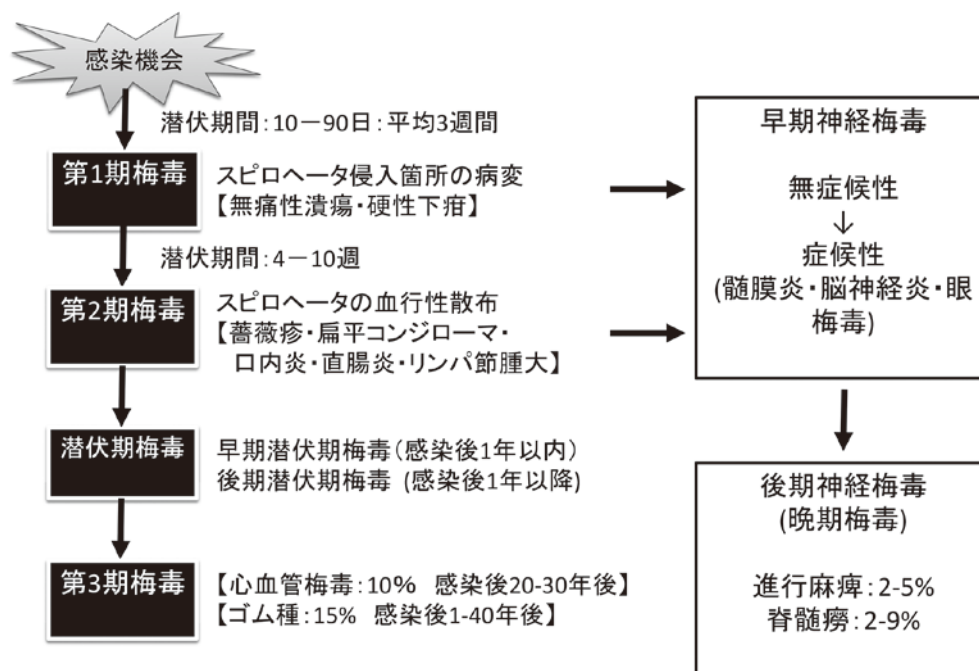 感染機会
潜伏期間:10-90日:平均3週間
第1期梅毒
スピロヘータ侵入箇所の病変
【無痛性潰瘍・硬性下疳】
潜伏期間:4-10週
第2期梅毒
スピロヘータの血行性散布
【薔薇疹・扁平コンジローマ・
口内炎・直腸炎・リンパ節腫大】
潜伏期梅毒
早期潜伏期梅毒(感染後1年以内)
後期潜伏期梅毒 (感染後1年以降)
第3期梅毒
【心血管梅毒:10% 感染後20-30年後】
【ゴム種:15% 感染後1-40年後】
早期神経梅毒
無症候性
↓
症候性
(髄膜炎・脳神経炎・眼
梅毒)
後期神経梅毒
(晩期梅毒)
進行麻痺:2-5%
脊髄癆:2-9%